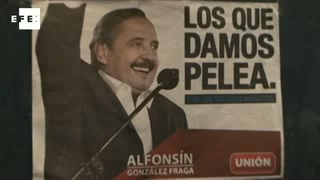 EFE:
LOS QUE
DAMOS
PELEA.
ALFONSÍN
GONZÁLEZ FRAGA
UNIÓN